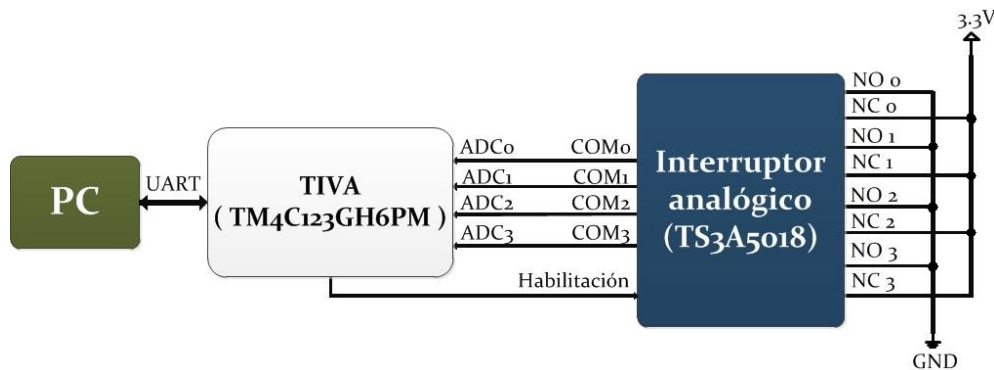 3.3V
NO 0
NC 0
NO 1
NC 1
NO 2
NC 2
NO 3
NC 3
GND
PC
UART
TIVA
( TM4C123GH6PM )
ADC0
ADC1
ADC2
ADC3
COM0
COM1
COM2
COM3
Habilitación
Interruptor
analógico
(TS3A5018)